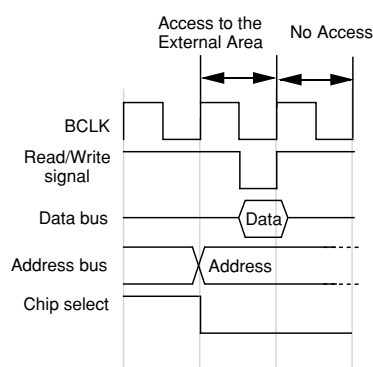 Access to the
External Area
No Access
BCLK
Read/Write
signal
Data bus
Data
Address bus
Address
Chip select